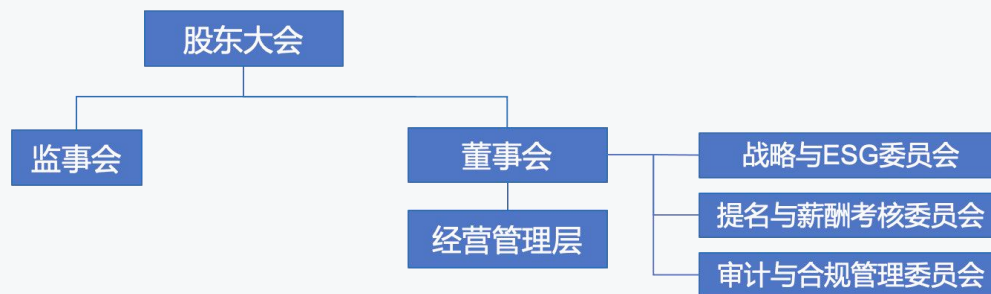 股东大会
监事会
董事会
战略与ESG委员会
提名与薪酬考核委员会
经营管理层
审计与合规管理委员会